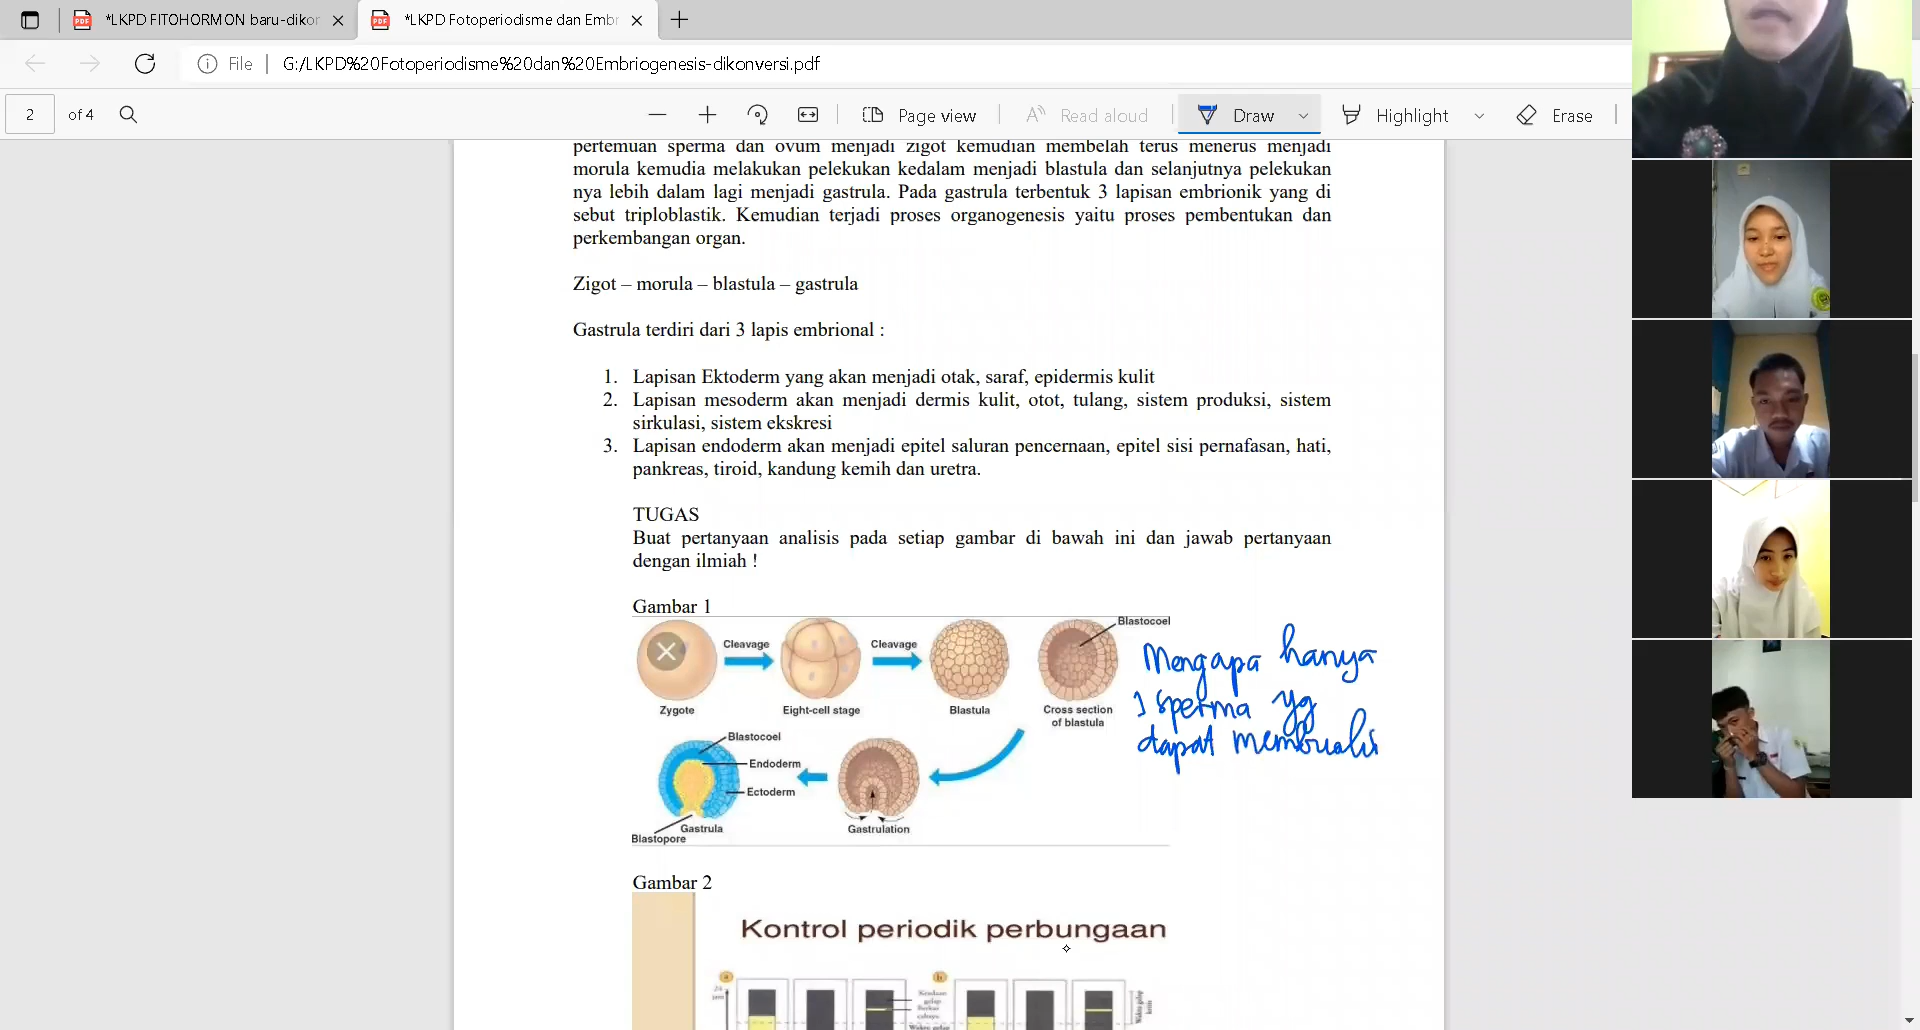 *LKPD FITOHORMON baru-dikor
*LKPD Fotoperiodisme dan Embr
File
G:/LKPD%20Fotoperiodisme%20dan%20Embriogenesis-dikonversi.pdf
2 of 4
Page view
Read aloud
Draw
Highlight
Erase
pertemuan sperma dan ovum menjadi zigot kemudian membelah terus menerus menjadi
morula kemudia melakukan pelekukan kedalam menjadi blastula dan selanjutnya pelekukan
nya lebih dalam lagi menjadi gastrula. Pada gastrula terbentuk 3 lapisan embrionik yang di
sebut triploblastik. Kemudian terjadi proses organogenesis yaitu proses pembentukan dan
perkembangan organ.
Zigot – morula – blastula – gastrula
Gastrula terdiri dari 3 lapis embrional :
1. Lapisan Ektoderm yang akan menjadi otak, saraf, epidermis kulit
2. Lapisan mesoderm akan menjadi dermis kulit, otot, tulang, sistem produksi, sistem
sirkulasi, sistem ekskresi
3. Lapisan endoderm akan menjadi epitel saluran pencernaan, epitel sisi pernafasan, hati,
pankreas, tiroid, kandung kemih dan uretra.
TUGAS
Buat pertanyaan analisis pada setiap gambar di bawah ini dan jawab pertanyaan
dengan ilmiah !
Gambar 1
Blastocoel
Cleavage
Cleavage
Zygote
Eight-cell stage
Blastula
Cross section
of blastula
Mengapa hanya
1 sperma yg
dapat membuahi
Blastocoel
Endoderm
Ectoderm
Gastrula
Blastopore
Gastrulation
Gambar 2
Kontrol periodik perbungaan
a
b
24
jam
Keadaan
gelap
Berkas
cahaya
Waktu gelap